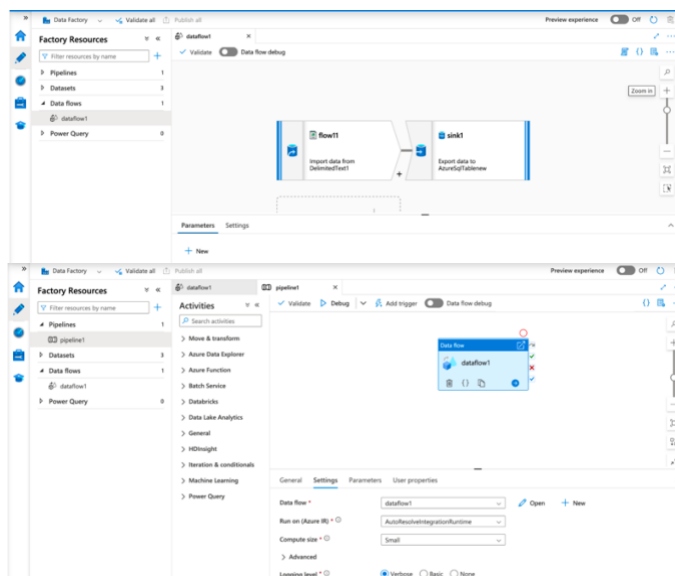 » Data Factory Validate all Publish all Preview experience Off
Factory Resources
dataflow1
Filter resources by name
Validate Data flow debug
Pipelines 1
Datasets 3
Data flows 1
dataflow1
Power Query 0
Zoom in
flow11
Import data from
DelimitedText1
sink1
Export data to
AzureSqlTablenew
Parameters Settings
+ New
» Data Factory Validate all Publish all Preview experience Off
Factory Resources
dataflow1 pipeline1
Filter resources by name
Pipelines 1
pipeline1
Datasets 3
Data flows 1
dataflow1
Power Query 0
Activities
Search activities
Move & transform
Azure Data Explorer
Azure Function
Batch Service
Databricks
Data Lake Analytics
General
HDInsight
Iteration & conditionals
Machine Learning
Power Query
Validate Debug Add trigger Data flow debug
Data flow
dataflow1
General Settings Parameters User properties
Data flow * dataflow1 Open + New
Run on (Azure IR) * AutoResolveIntegrationRuntime
Compute size * Small
Advanced
Logging level * Verbose Basic None